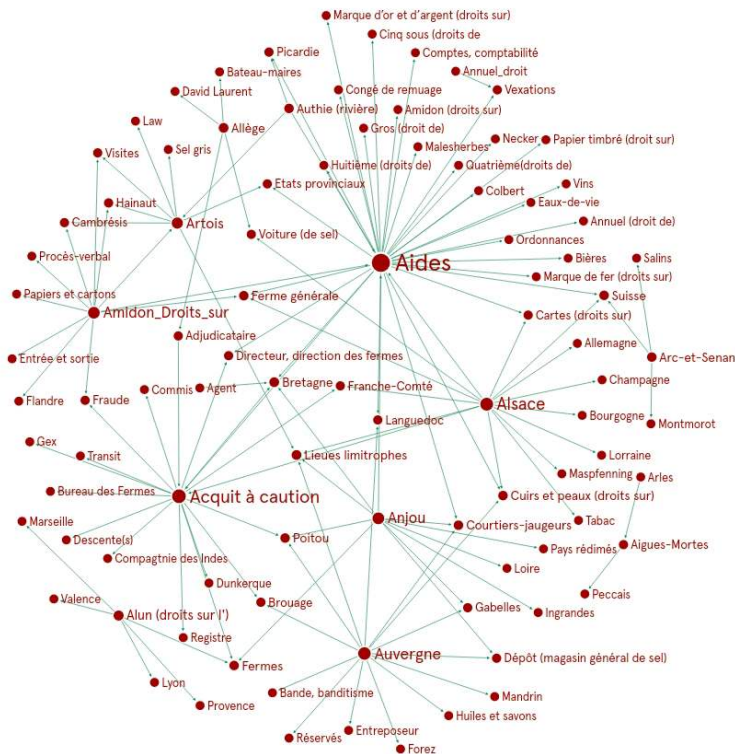 Marque d'or et d'argent (droits sur)
Cinq sous (droits de
Picardie
Comptes, comptabilité
Bateau-maires
Annuel_droit
David Laurent
Congé de remuage
Vexations
Authie (rivière)
Amidon (droits sur)
Law
Allège
Gros (droit de)
Necker
Papier timbré (droit sur)
Visites
Sel gris
Malesherbes
Huitième (droits de)
Quatrième(droits de)
Etats provinciaux
Colbert
Vins
Hainaut
Eaux-de-vie
Cambrésis
Artois
Annuel (droit de)
Voiture (de sel)
Ordonnances
Procès-verbal
Aides
Bières
Salins
Marque de fer (droits sur)
Papiers et cartons
Ferme générale
Suisse
Amidon_Droits_sur
Cartes (droits sur)
Adjudicataire
Allemagne
Entrée et sortie
Directeur, direction des fermes
Arc-et-Senan
Commis
Agent
Bretagne
Franche-Comté
Champagne
Flandre
Fraude
Alsace
Bourgogne
Languedoc
Montmorot
Gex
Transit
Lieues limitrophes
Lorraine
Maspfenning
Arles
Bureau des Fermes
Acquit à caution
Cuirs et peaux (droits sur)
Marseille
Anjou
Courtiers-jaugeurs
Tabac
Descente(s)
Poitou
Pays rédimés
Aigues-Mortes
Compagtnie des Indes
Loire
Dunkerque
Peccais
Valence
Brouage
Gabelles
Ingrandes
Alun (droits sur l')
Registre
Fermes
Auvergne
Dépôt (magasin général de sel)
Lyon
Bande, banditisme
Mandrin
Provence
Huiles et savons
Réservés
Entreposeur
Forez